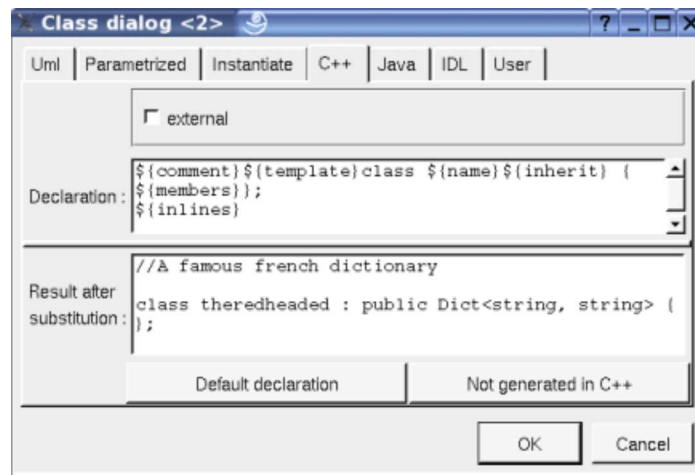 Class dialog <2>
? _
Uml Parametrized Instantiate C++ Java IDL User
external
Declaration :
${comment}${template}class ${name}${inherit} {
${members}};
${inlines}
Result after
substitution :
//A famous french dictionary
class theredheaded : public Dict<string, string> {
};
Default declaration Not generated in C++
OK Cancel